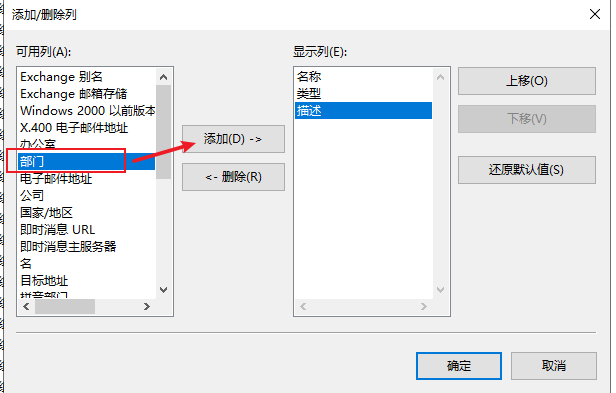 添加/删除列
可用列(A):
Exchange 别名
Exchange 邮箱存储
Windows 2000 以前版本
X.400 电子邮件地址
办公室
部门
电子邮件地址
公司
国家/地区
即时消息 URL
即时消息主服务器
名
目标地址
拼音部门
添加(D) ->
<- 删除(R)
显示列(E):
名称
类型
描述
上移(O)
下移(V)
还原默认值(S)
确定
取消